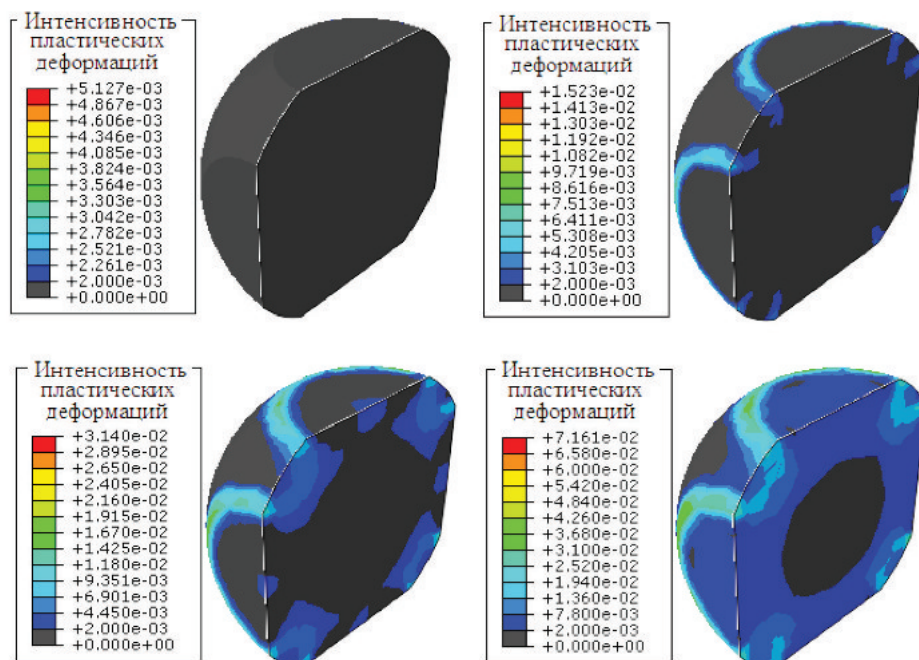 Интенсивность
пластических
деформаций
+5.127e-03
+4.867e-03
+4.606e-03
+4.346e-03
+4.085e-03
+3.824e-03
+3.564e-03
+3.303e-03
+3.042e-03
+2.782e-03
+2.521e-03
+2.261e-03
+2.000e-03
+0.000e+00
Интенсивность
пластических
деформаций
+1.523e-02
+1.413e-02
+1.303e-02
+1.192e-02
+1.082e-02
+9.719e-03
+8.616e-03
+7.513e-03
+6.411e-03
+5.308e-03
+4.205e-03
+3.103e-03
+2.000e-03
+0.000e+00
Интенсивность
пластических
деформаций
+3.140e-02
+2.895e-02
+2.650e-02
+2.405e-02
+2.160e-02
+1.915e-02
+1.670e-02
+1.425e-02
+1.180e-02
+9.351e-03
+6.901e-03
+4.450e-03
+2.000e-03
+0.000e+00
Интенсивность
пластических
деформаций
+7.161e-02
+6.580e-02
+6.000e-02
+5.420e-02
+4.840e-02
+4.260e-02
+3.680e-02
+3.100e-02
+2.520e-02
+1.940e-02
+1.360e-02
+7.800e-03
+2.000e-03
+0.000e+00